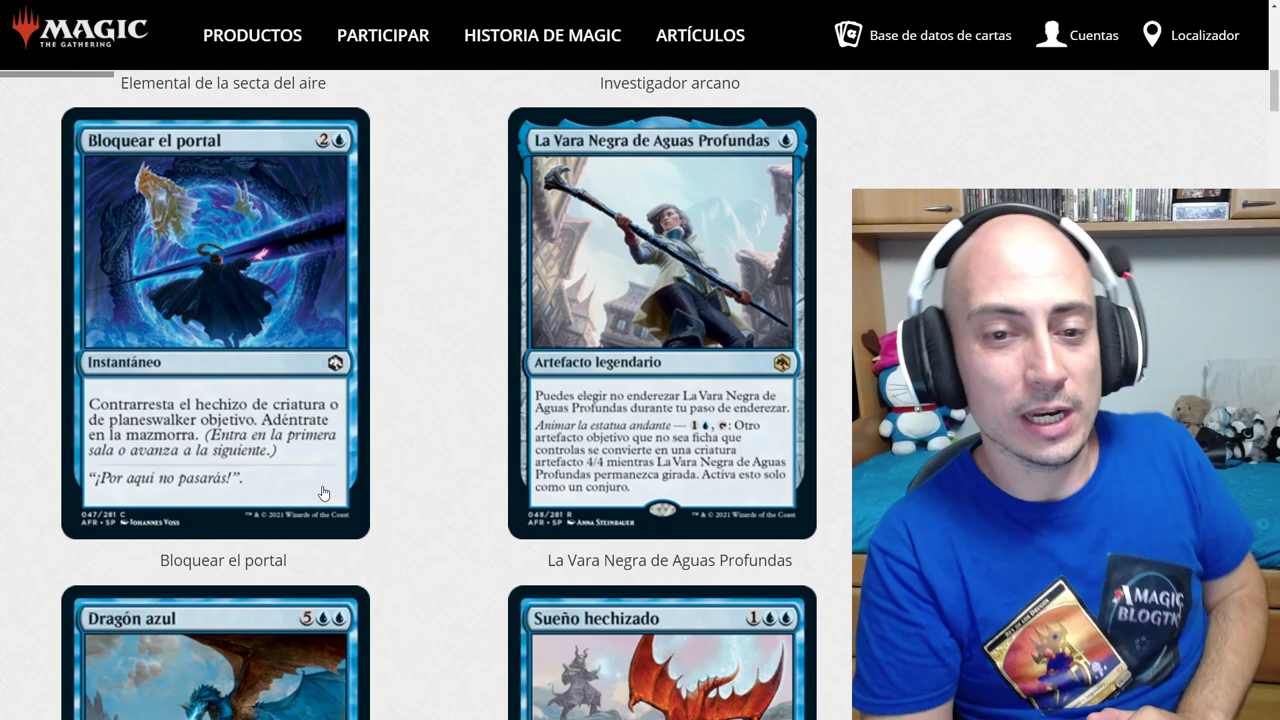 MAGIC
THE GATHERING
PRODUCTOS
PARTICIPAR
HISTORIA DE MAGIC
ARTÍCULOS
Base de datos de cartas
Cuentas
Localizador
Elemental de la secta del aire
Investigador arcano
Bloquear el portal
2
Instantáneo
Contrarresta el hechizo de criatura o
de planeswalker objetivo. Adéntrate
en la mazmorra. (Entra en la primera
sala o avanza a la siguiente.)
“¡Por aquí no pasarás!”.
047/281 C
AFR • SP Johannes Voss
™ & © 2021 Wizards of the Coast
Bloquear el portal
La Vara Negra de Aguas Profundas
Artefacto legendario
Puedes elegir no enderezar La Vara Negra de
Aguas Profundas durante tu paso de enderezar.
Animar la estatua andante — 1 , : Otro
artefacto objetivo que no sea ficha que
controlas se convierte en una criatura
artefacto 4/4 mientras La Vara Negra de Aguas
Profundas permanezca girada. Activa esto solo
como un conjuro.
048/281 R
AFR • SP Anna Steinbauer
™ & © 2021 Wizards of the Coast
La Vara Negra de Aguas Profundas
Dragón azul
5
Sueño hechizado
1
MAGIC
BLOGTK